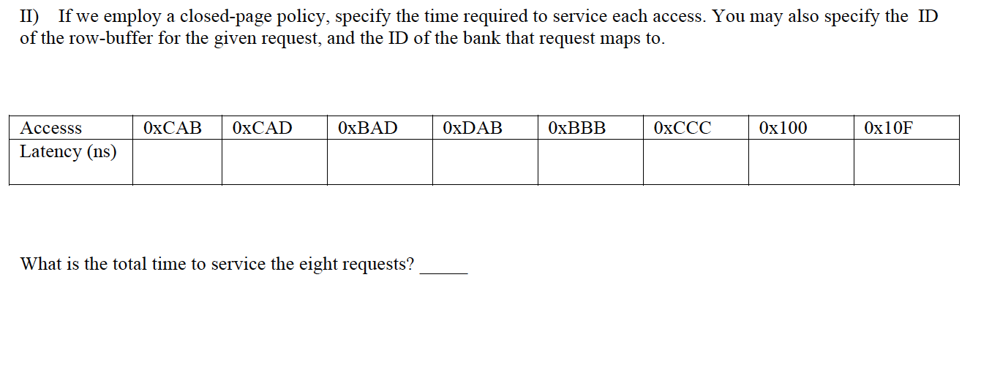 II) If we employ a closed-page policy, specify the time required to service each access. You may also specify the ID
of the row-buffer for the given request, and the ID of the bank that request maps to.
Accesss 0xCAB 0xCAD 0xBAD 0xDAB 0xBBB 0xCCC 0x100 0x10F
Latency (ns)
What is the total time to service the eight requests? _____